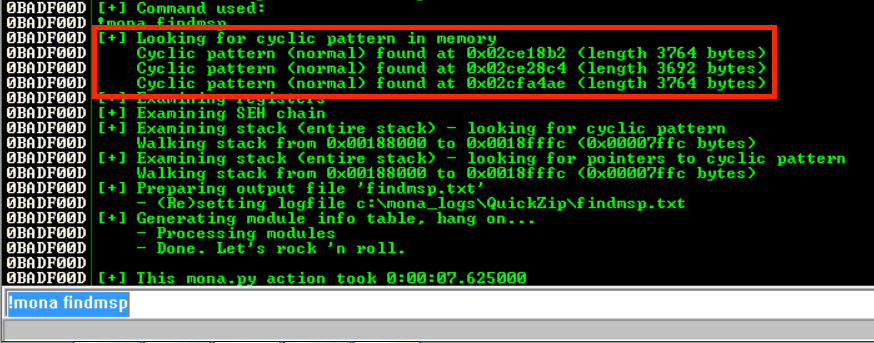 0BADF00D [+] Command used:
0BADF00D !mona findmsp
0BADF00D [+] Looking for cyclic pattern in memory
0BADF00D Cyclic pattern (normal) found at 0x02ce18b2 (length 3764 bytes)
0BADF00D Cyclic pattern (normal) found at 0x02ce28c4 (length 3692 bytes)
0BADF00D Cyclic pattern (normal) found at 0x02cfa4ae (length 3764 bytes)
0BADF00D [+] Examining registers
0BADF00D [+] Examining SEH chain
0BADF00D [+] Examining stack (entire stack) - looking for cyclic pattern
0BADF00D Walking stack from 0x00188000 to 0x0018fffc (0x00007ffc bytes)
0BADF00D [+] Examining stack (entire stack) - looking for pointers to cyclic pattern
0BADF00D Walking stack from 0x00188000 to 0x0018fffc (0x00007ffc bytes)
0BADF00D [+] Preparing output file 'findmsp.txt'
0BADF00D - (Re)setting logfile c:\mona_logs\QuickZip\findmsp.txt
0BADF00D [+] Generating module info table, hang on...
0BADF00D - Processing modules
0BADF00D - Done. Let's rock 'n roll.
0BADF00D
0BADF00D [+] This mona.py action took 0:00:07.625000
!mona findmsp